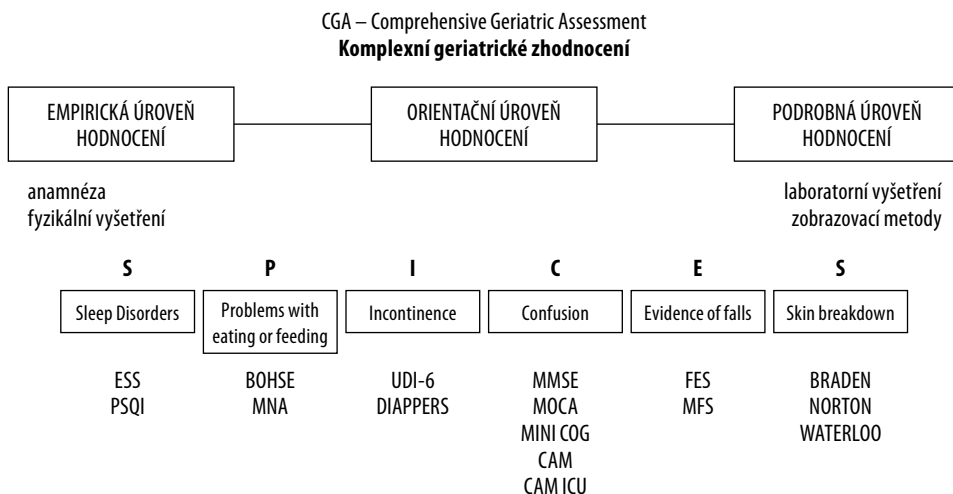 CGA – Comprehensive Geriatric Assessment
Komplexní geriatrické zhodnocení
EMPIRICKÁ ÚROVEŇ
HODNOCENÍ
ORIENTAČNÍ ÚROVEŇ
HODNOCENÍ
PODROBNÁ ÚROVEŇ
HODNOCENÍ
anamnéza
fyzikální vyšetření
laboratorní vyšetření
zobrazovací metody
S
P
I
C
E
S
Sleep Disorders
Problems with
eating or feeding
Incontinence
Confusion
Evidence of falls
Skin breakdown
ESS
PSQI
BOHSE
MNA
UDI-6
DIAPPERS
MMSE
MOCA
MINI COG
CAM
CAM ICU
FES
MFS
BRADEN
NORTON
WATERLOO